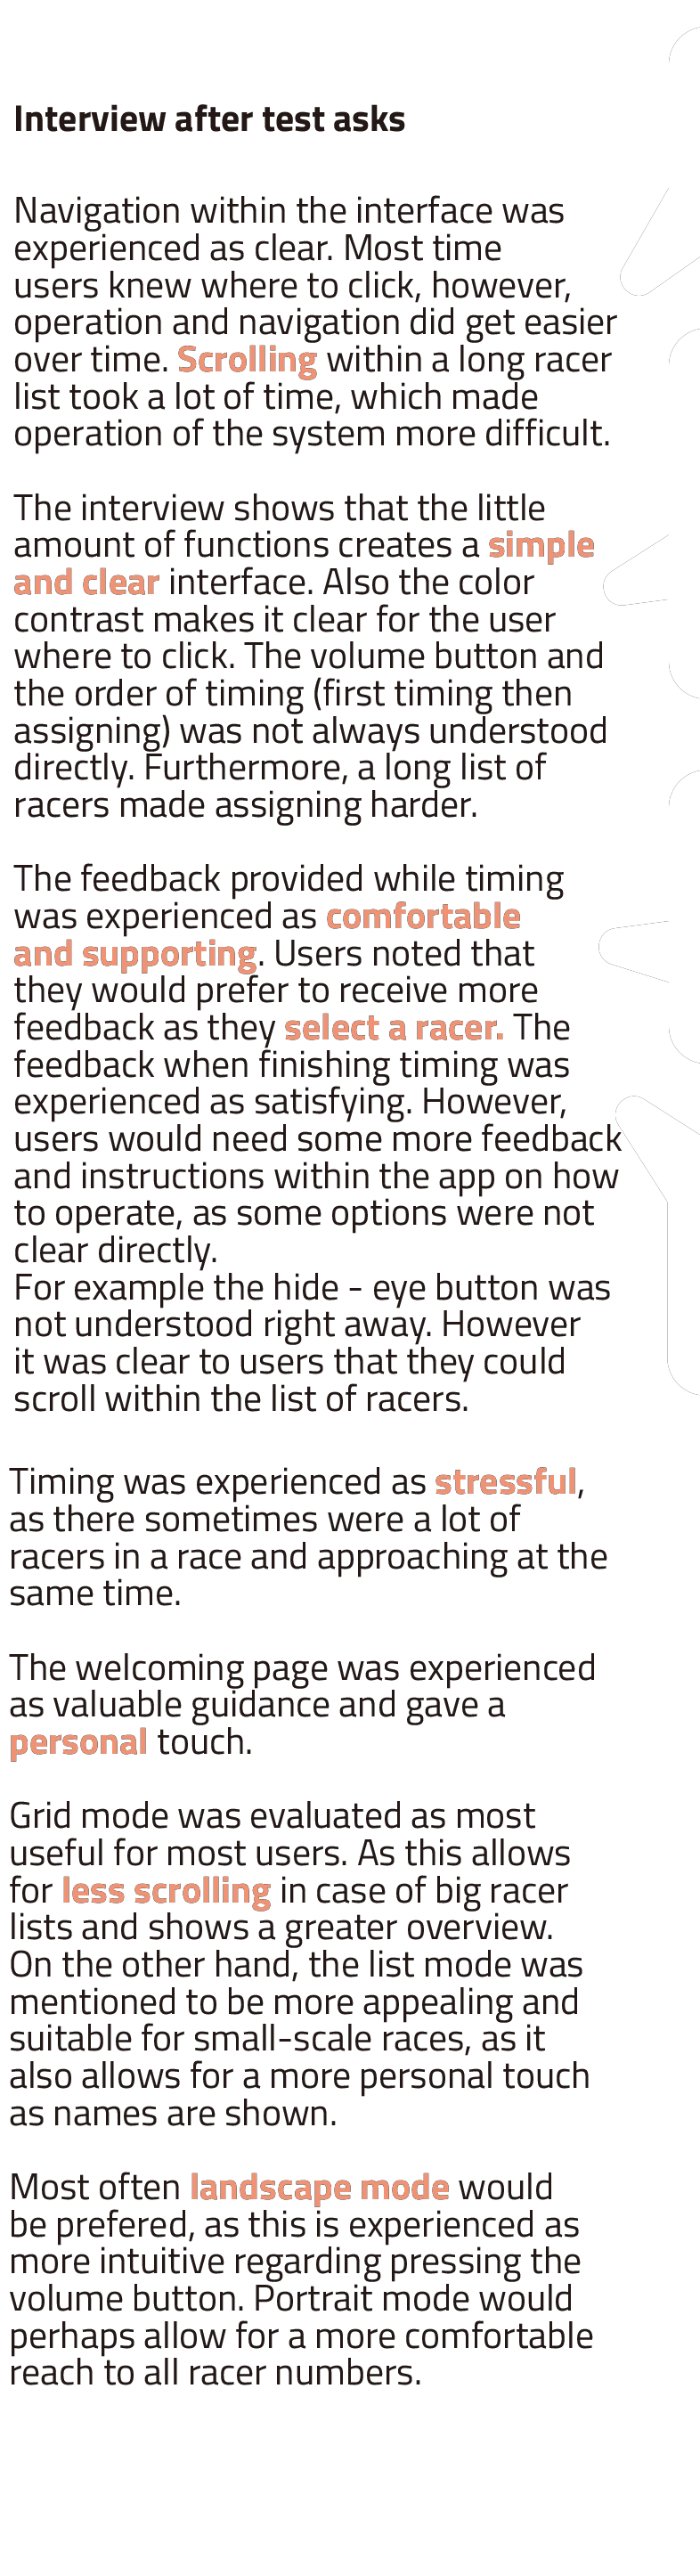 Interview after test asks
Navigation within the interface was
experienced as clear. Most time
users knew where to click, however,
operation and navigation did get easier
over time. Scrolling within a long racer
list took a lot of time, which made
operation of the system more difficult.
The interview shows that the little
amount of functions creates a simple
and clear interface. Also the color
contrast makes it clear for the user
where to click. The volume button and
the order of timing (first timing then
assigning) was not always understood
directly. Furthermore, a long list of
racers made assigning harder.
The feedback provided while timing
was experienced as comfortable
and supporting. Users noted that
they would prefer to receive more
feedback as they select a racer. The
feedback when finishing timing was
experienced as satisfying. However,
users would need some more feedback
and instructions within the app on how
to operate, as some options were not
clear directly.
For example the hide - eye button was
not understood right away. However
it was clear to users that they could
scroll within the list of racers.
Timing was experienced as stressful,
as there sometimes were a lot of
racers in a race and approaching at the
same time.
The welcoming page was experienced
as valuable guidance and gave a
personal touch.
Grid mode was evaluated as most
useful for most users. As this allows
for less scrolling in case of big racer
lists and shows a greater overview.
On the other hand, the list mode was
mentioned to be more appealing and
suitable for small-scale races, as it
also allows for a more personal touch
as names are shown.
Most often landscape mode would
be prefered, as this is experienced as
more intuitive regarding pressing the
volume button. Portrait mode would
perhaps allow for a more comfortable
reach to all racer numbers.